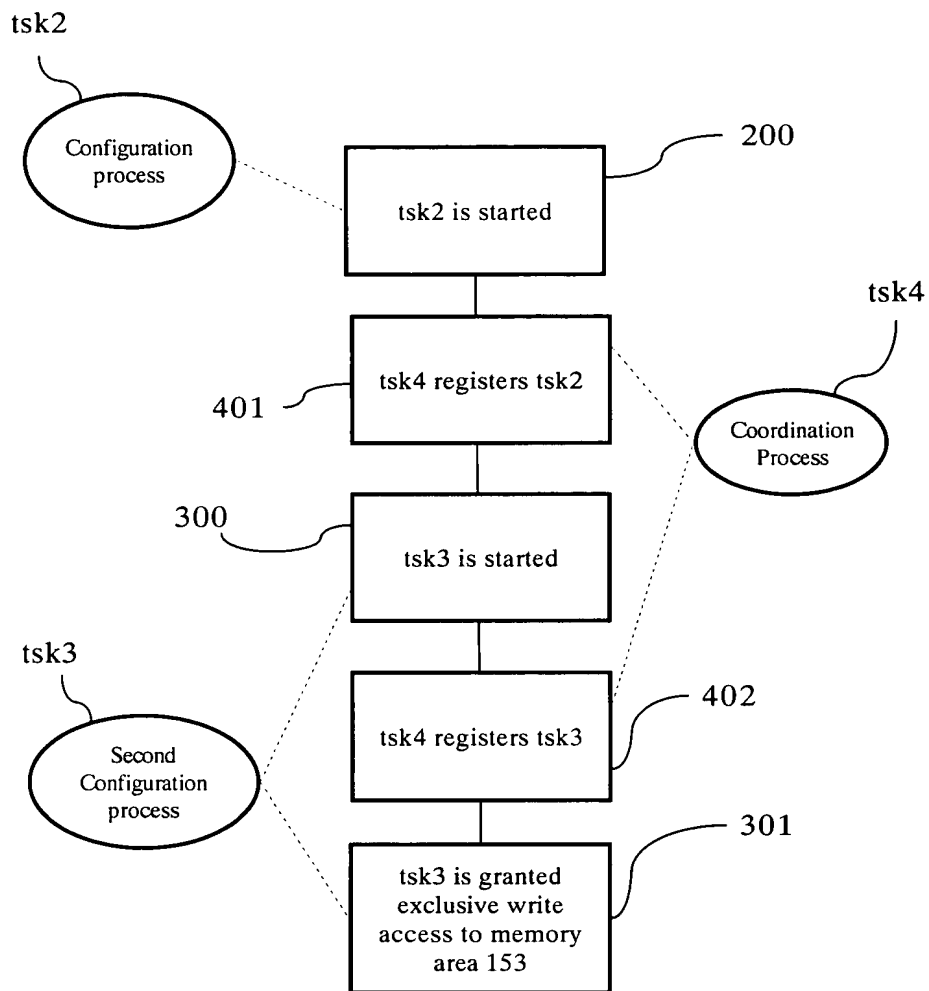 tsk2
Configuration
process
200
tsk2 is started
tsk4
401
tsk4 registers tsk2
Coordination
Process
300
tsk3 is started
tsk3
402
tsk4 registers tsk3
Second
Configuration
process
301
tsk3 is granted
exclusive write
access to memory
area 153